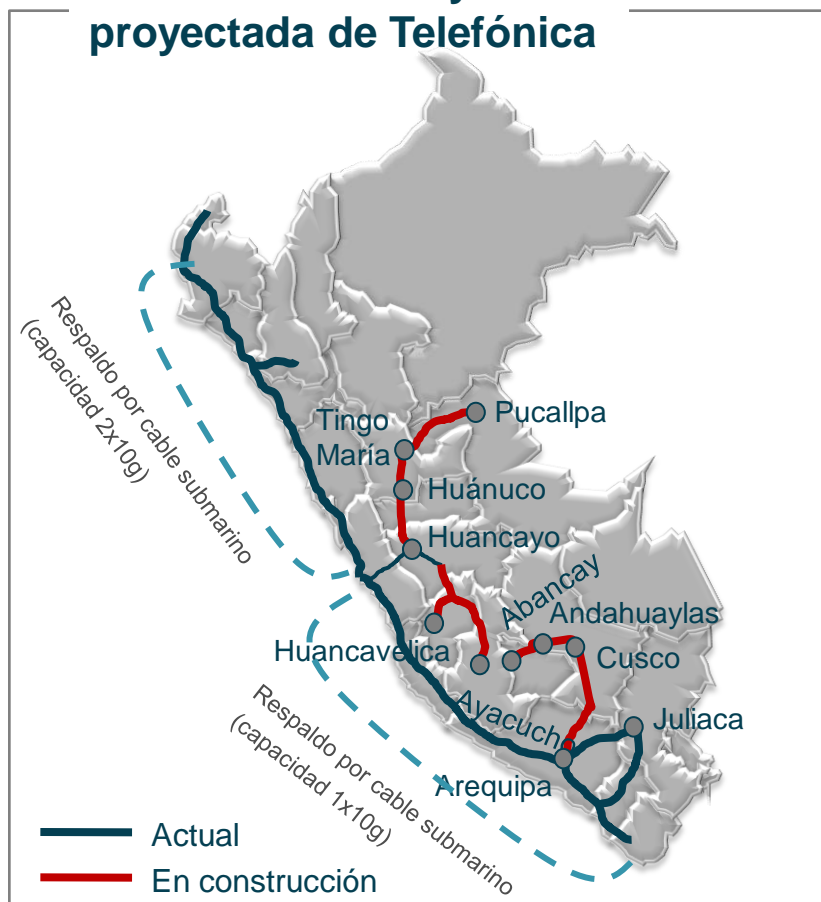 y
proyectada de Telefónica
Respaldo por cable submarino
(capacidad 2x10g)
Tingo
María
Pucallpa
Huánuco
Huancayo
Abancay
Andahuaylas
Huancavelica
Cusco
Ayacucho
Juliaca
Arequipa
Respaldo por cable submarino
(capacidad 1x10g)
Actual
En construcción